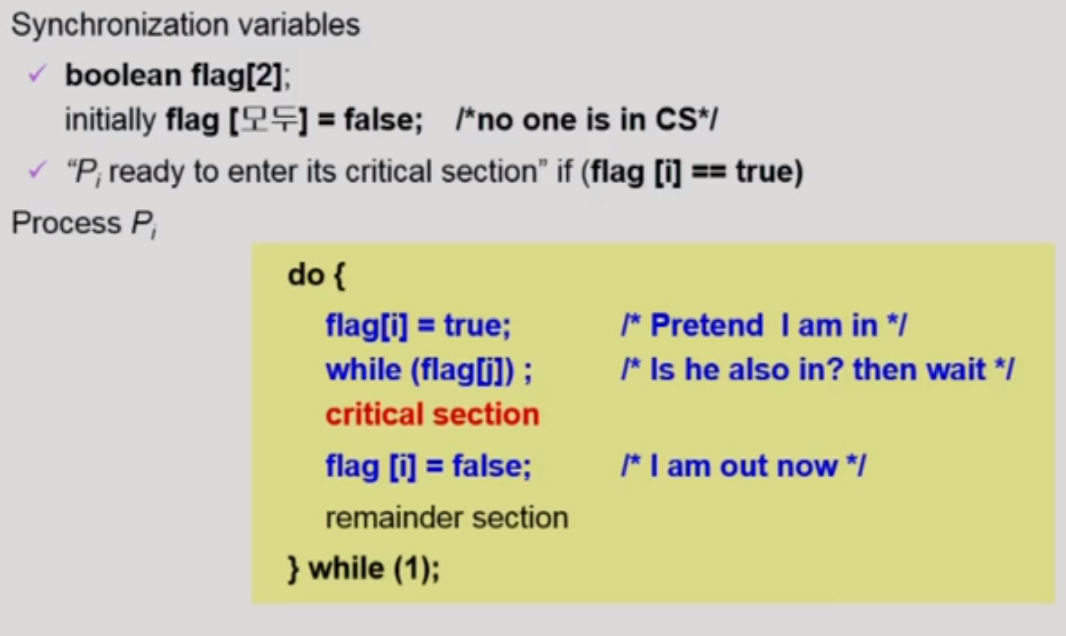 Synchronization variables
✓ boolean flag[2];
initially flag [모두] = false; /*no one is in CS*/
✓ “Pi ready to enter its critical section” if (flag [i] == true)
Process Pi
do {
flag[i] = true; /* Pretend I am in */
while (flag[j]) ; /* Is he also in? then wait */
critical section
flag [i] = false; /* I am out now */
remainder section
} while (1);